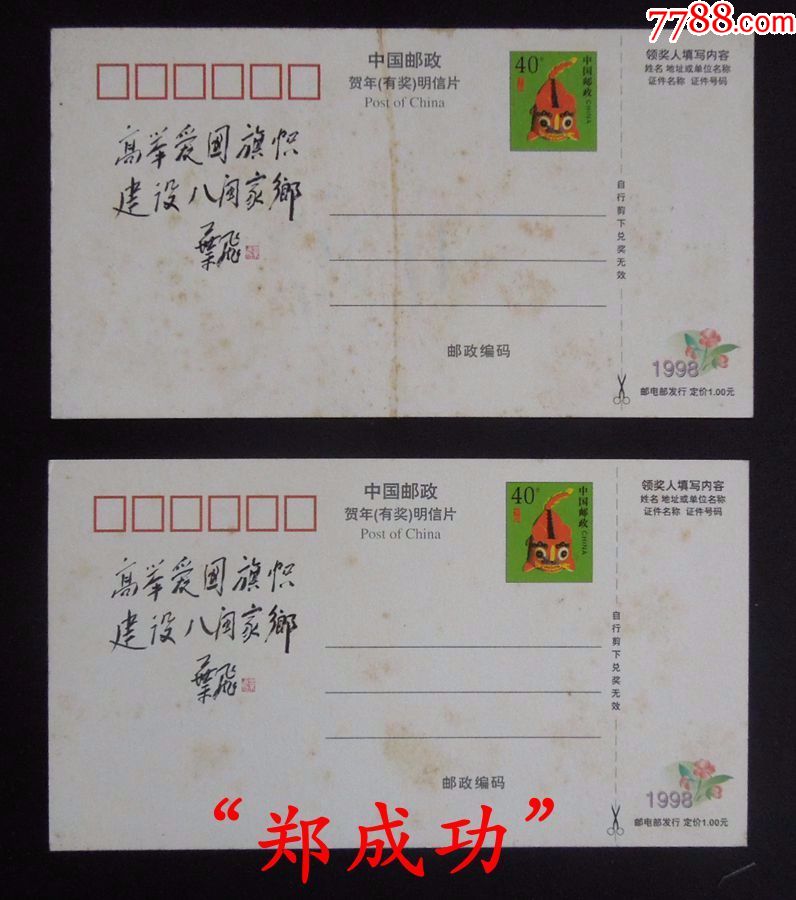 7788.com
中国邮政
贺年(有奖)明信片
Post of China
40分
中国邮政 CHINA
领奖人填写内容
姓名 地址或单位名称
证件名称 证件号码
高举爱国旗帜
建设八闽家鄉
葉飛
自行剪下兑奖无效
邮政编码
1998
邮电部发行 定价1.00元
中国邮政
贺年(有奖)明信片
Post of China
40分
中国邮政 CHINA
领奖人填写内容
姓名 地址或单位名称
证件名称 证件号码
高举爱国旗帜
建设八闽家鄉
葉飛
自行剪下兑奖无效
邮政编码
1998
邮电部发行 定价1.00元
“郑成功”